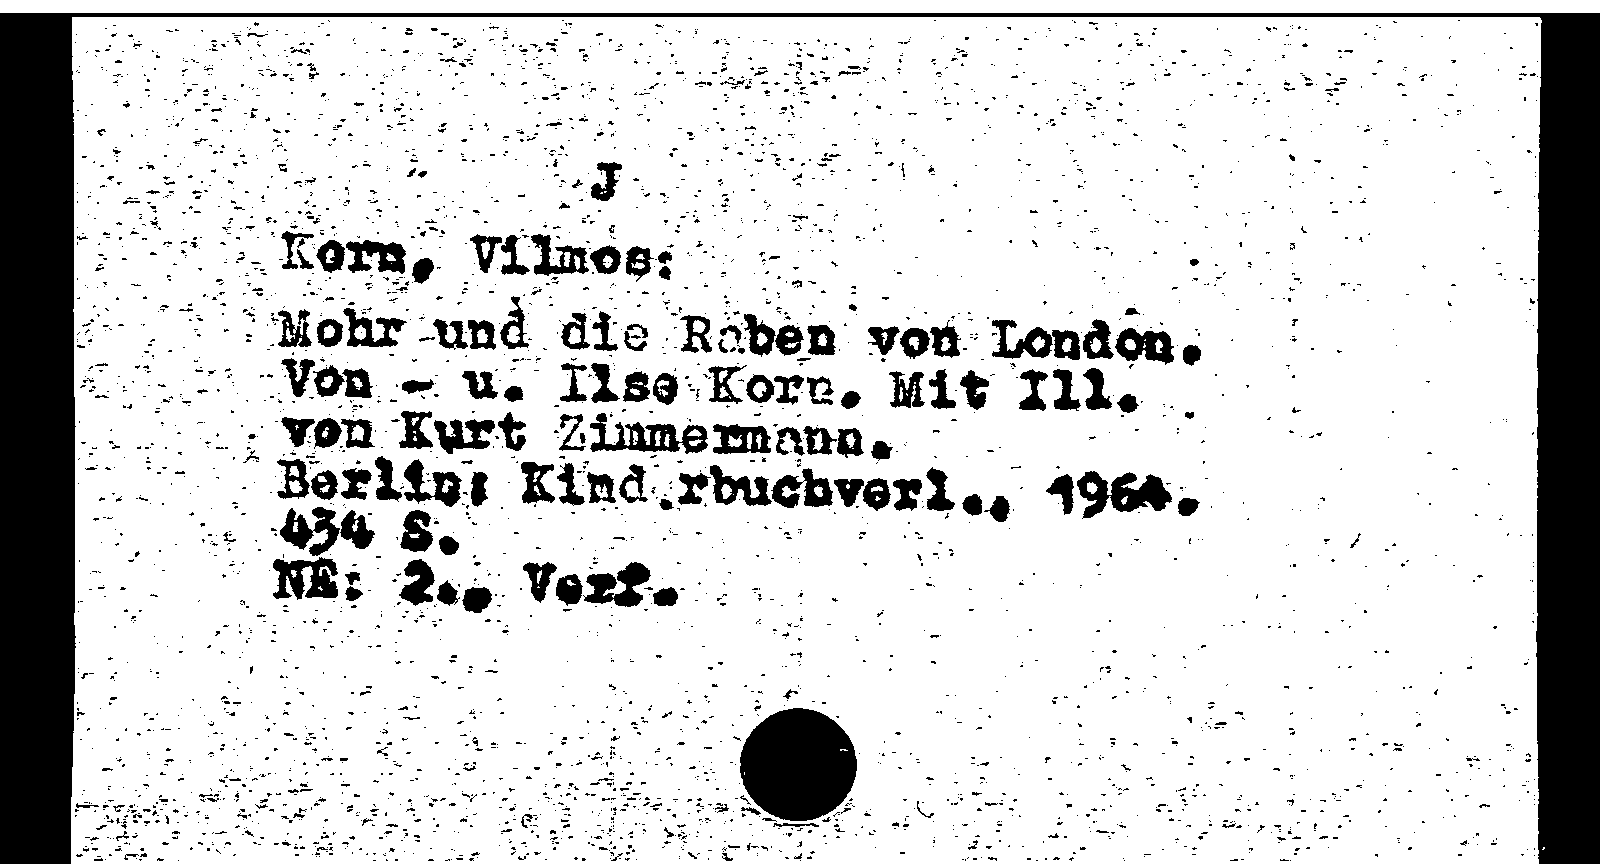 J
Korn, Vilmos:
Mohr und die Raben von London.
Von - u. Ilse Korn. Mit Ill.
von Kurt Zimmermann.
Berlin: Kind.rbuchverl., 1964.
434 S.
NE: 2., Verf.